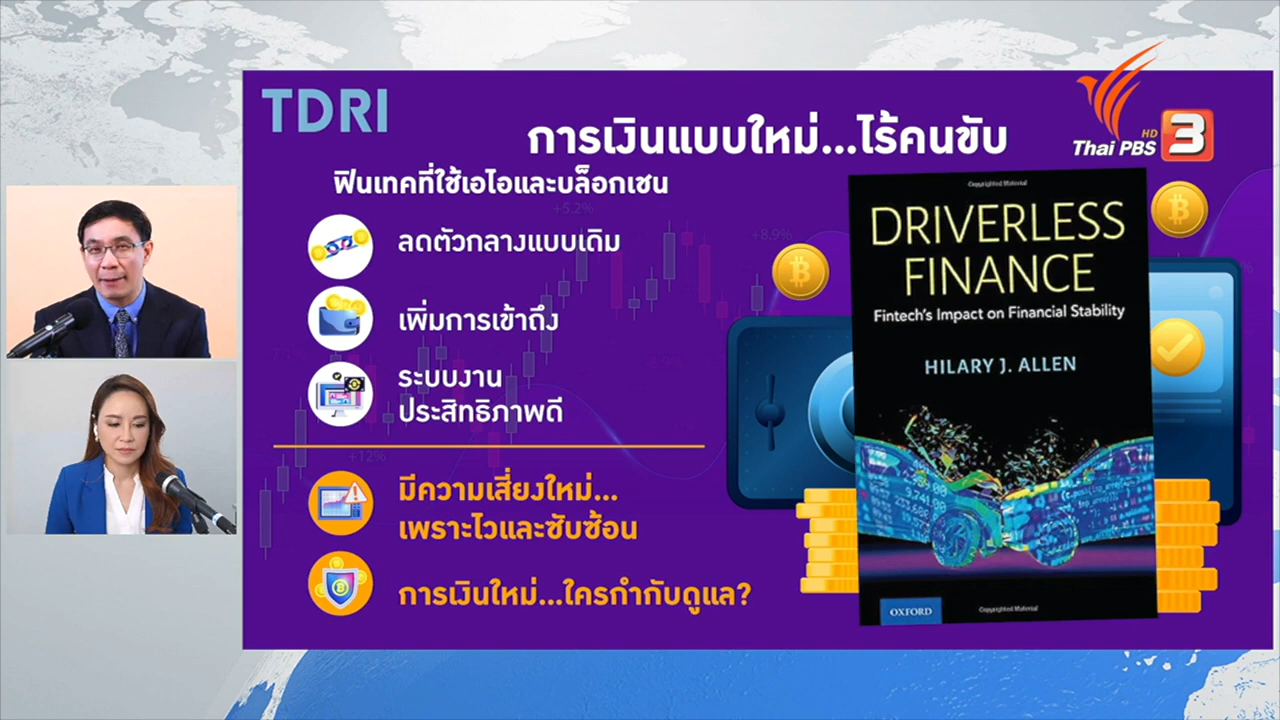 TDRI
การเงินแบบใหม่...ไร้คนขับ
HD
Thai PBS 3
ฟินเทคที่ใช้เอไอและบล็อกเชน
+5.2%
ลดตัวกลางแบบเดิม
+8.9%
เพิ่มการเข้าถึง
ระบบงาน
ประสิทธิภาพดี
+12%
มีความเสี่ยงใหม่...
เพราะไวและซับซ้อน
การเงินใหม่...ใครกำกับดูแล?
Copyrighted Material
DRIVERLESS
FINANCE
Fintech's Impact on Financial Stability
HILARY J. ALLEN
OXFORD
Copyrighted Material